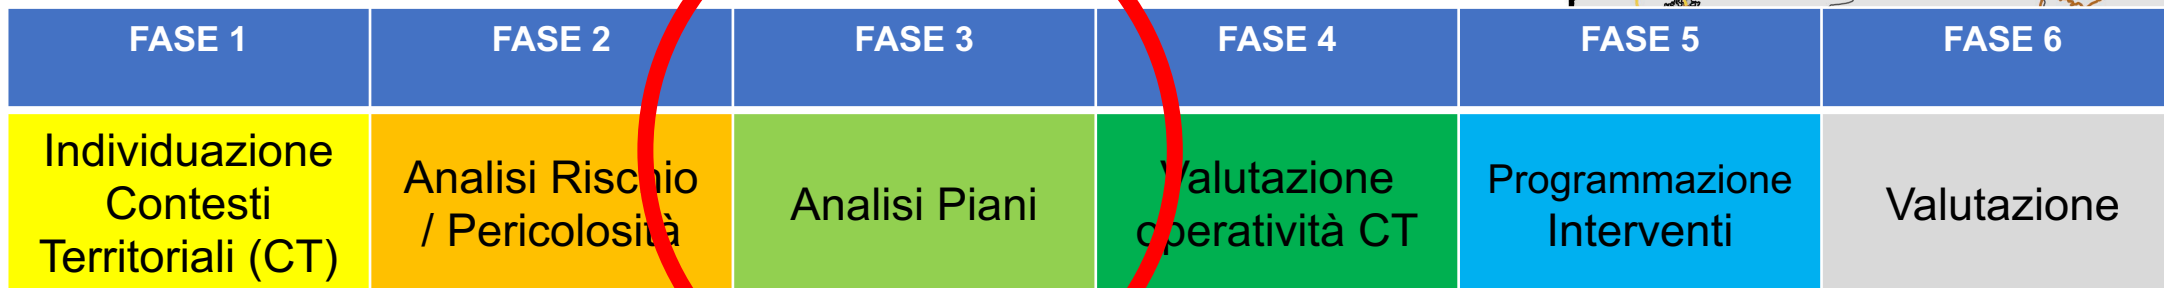 FASE 1
FASE 2
FASE 3
FASE 4
FASE 5
FASE 6
Individuazione
Contesti
Territoriali (CT)
Analisi Rischio
/ Pericolosità
Analisi Piani
Valutazione
operatività CT
Programmazione
Interventi
Valutazione